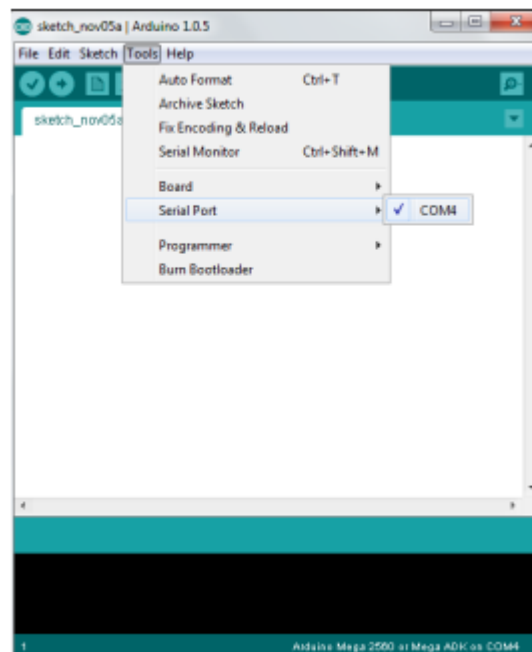 sketch_nov05a | Arduino 1.0.5
File Edit Sketch Tools Help
sketch_nov05a
Auto Format Ctrl+T
Archive Sketch
Fix Encoding & Reload
Serial Monitor Ctrl+Shift+M
Board
Serial Port
COM4
Programmer
Burn Bootloader
1
Arduino Mega 2560 or Mega ADK on COM4